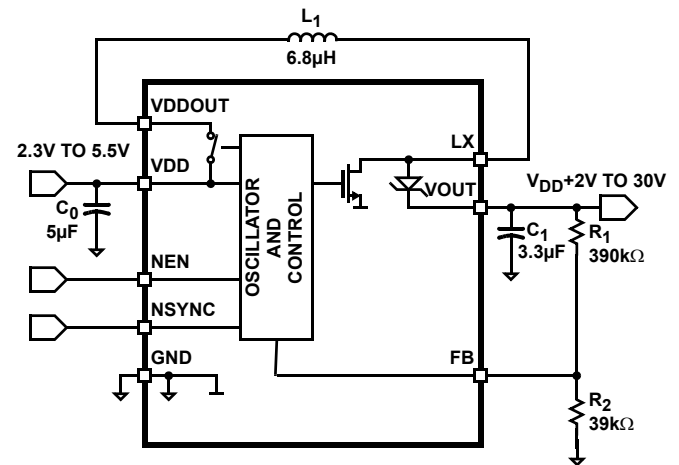 L1
6.8µH
VDDOUT
LX
2.3V TO 5.5V
VDD
VOUT
VDD+2V TO 30V
C0
5µF
OSCILLATOR
AND
CONTROL
C1
3.3µF
R1
390kΩ
NEN
NSYNC
GND
FB
R2
39kΩ